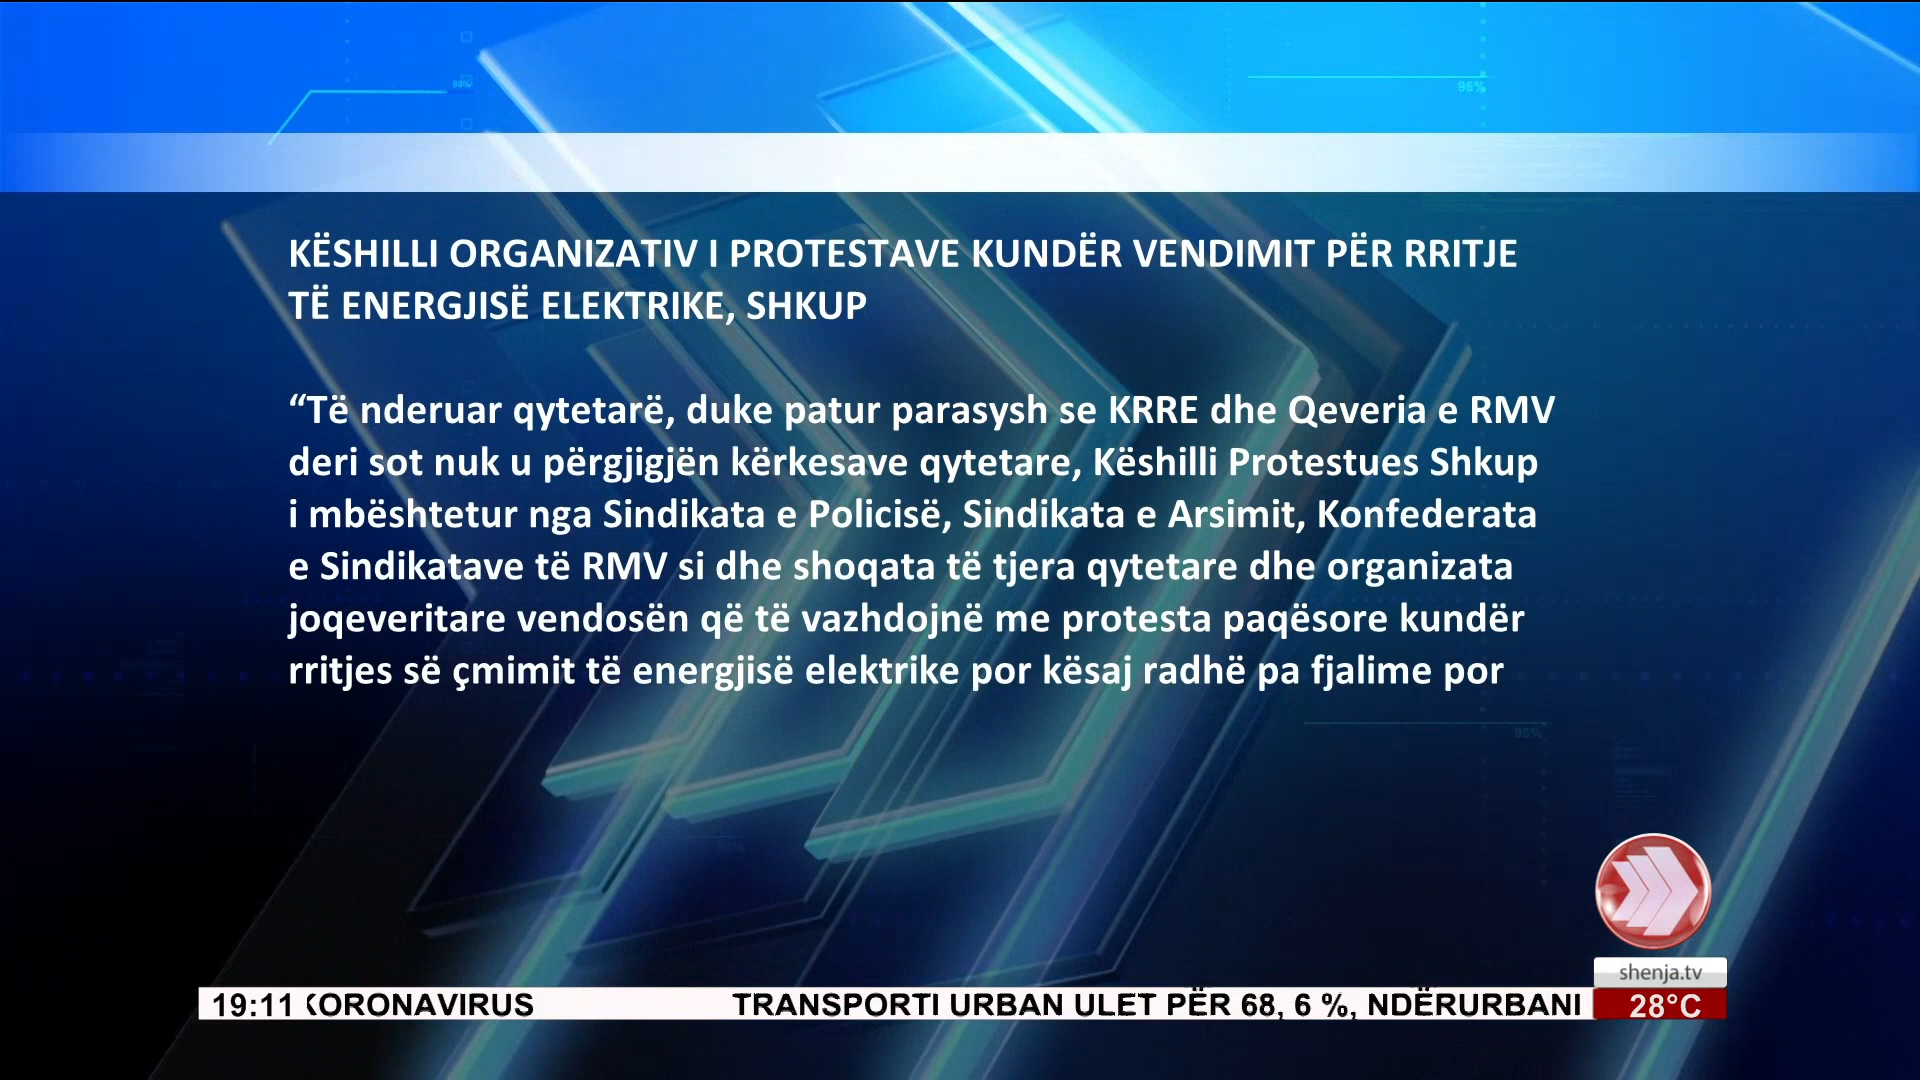 99%
96%
KËSHILLI ORGANIZATIV I PROTESTAVE KUNDËR VENDIMIT PËR RRITJE
TË ENERGJISË ELEKTRIKE, SHKUP
“Të nderuar qytetarë, duke patur parasysh se KRRE dhe Qeveria e RMV
deri sot nuk u përgjigjën kërkesave qytetare, Këshilli Protestues Shkup
i mbështetur nga Sindikata e Policisë, Sindikata e Arsimit, Konfederata
e Sindikatave të RMV si dhe shoqata të tjera qytetare dhe organizata
joqeveritare vendosën që të vazhdojnë me protesta paqësore kundër
rritjes së çmimit të energjisë elektrike por kësaj radhë pa fjalime por
96%
shenja.tv
19:11 KORONAVIRUS TRANSPORTI URBAN ULET PËR 68, 6 %, NDËRURBANI 28°C